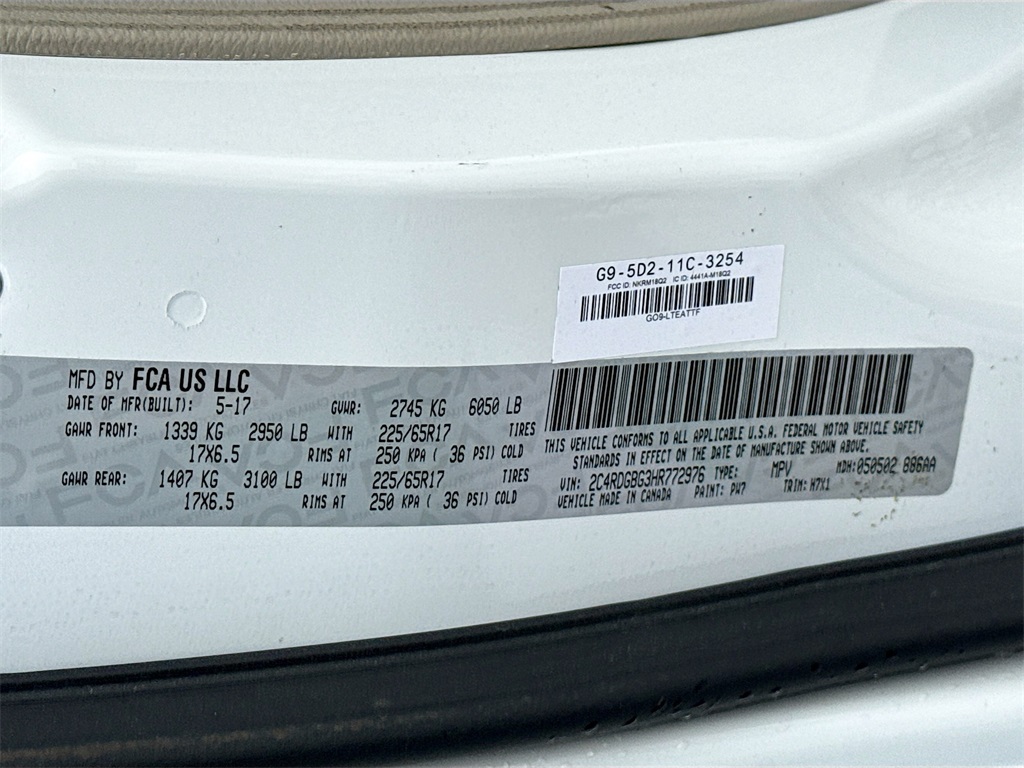 G9-5D2-11C-3254
FCC ID: NKRM18Q2 IC ID: 4441A-M18Q2
GO9-LTEATTF
MFD BY FCA US LLC
DATE OF MFR(BUILT): 5-17 GVWR: 2745 KG 6050 LB
GAWR FRONT: 1339 KG 2950 LB WITH 225/65R17 TIRES
17X6.5 RIMS AT 250 KPA ( 36 PSI) COLD
GAWR REAR: 1407 KG 3100 LB WITH 225/65R17 TIRES
17X6.5 RIMS AT 250 KPA ( 36 PSI) COLD
THIS VEHICLE CONFORMS TO ALL APPLICABLE U.S.A. FEDERAL MOTOR VEHICLE SAFETY
STANDARDS IN EFFECT ON THE DATE OF MANUFACTURE SHOWN ABOVE.
VIN: 2C4RDGBG3HR772976 TYPE: MPV MDH: 050502 886AA
VEHICLE MADE IN CANADA PAINT: PW7 TRIM: H7X1